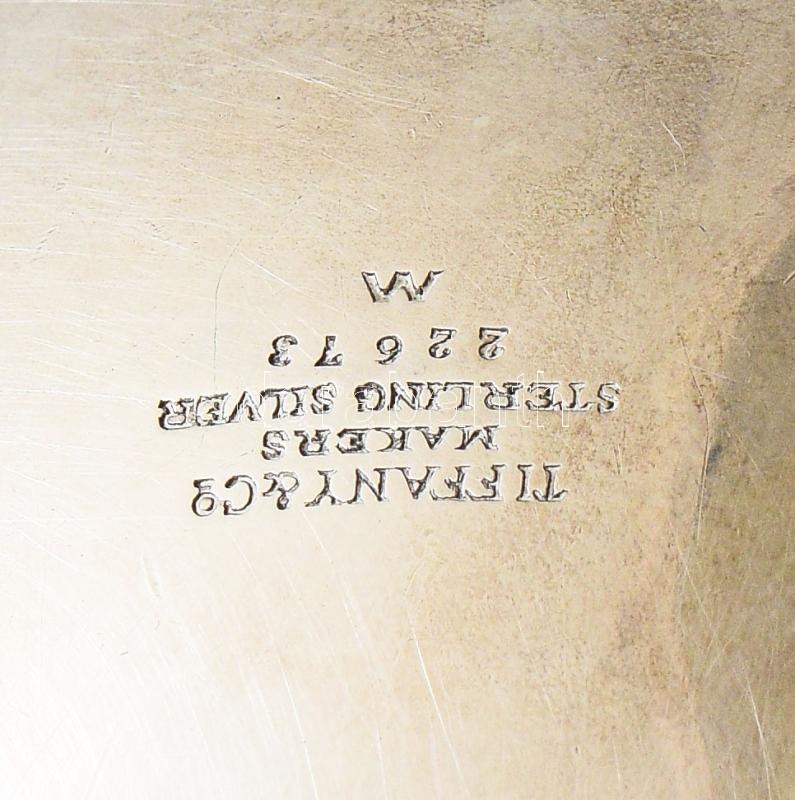 TIFFANY & Co
MAKERS
STERLING SILVER
22673
M